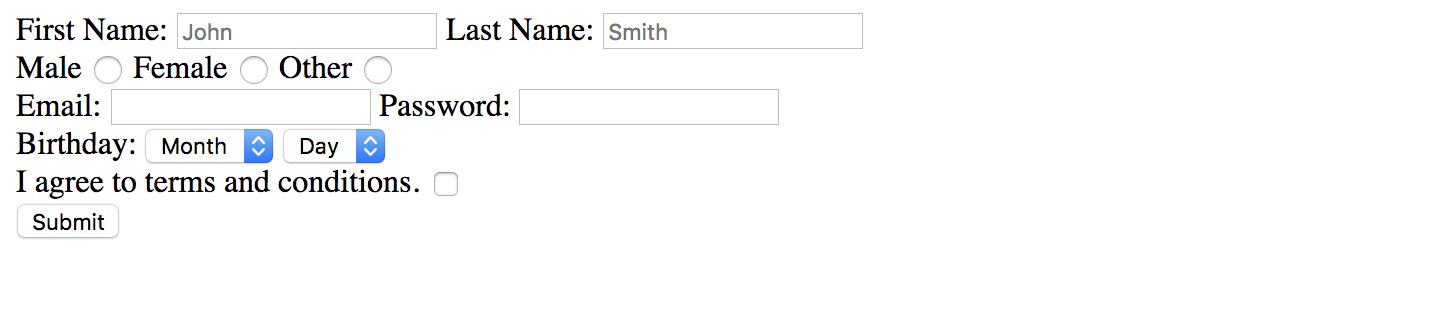 First Name: John Last Name: Smith
Male Female Other
Email: Password:
Birthday: Month Day
I agree to terms and conditions.
Submit